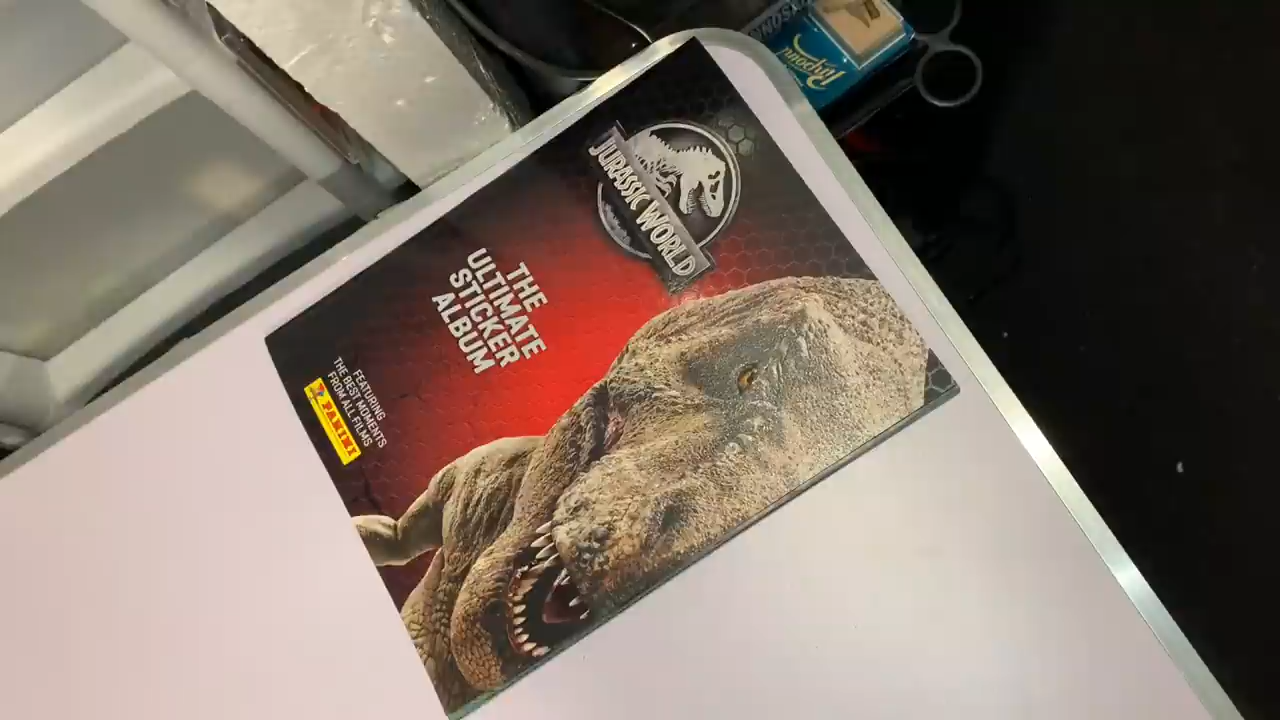 JURASSIC WORLD
THE
ULTIMATE
STICKER
ALBUM
FEATURING
THE BEST MOMENTS
FROM ALL FILMS
PANINI